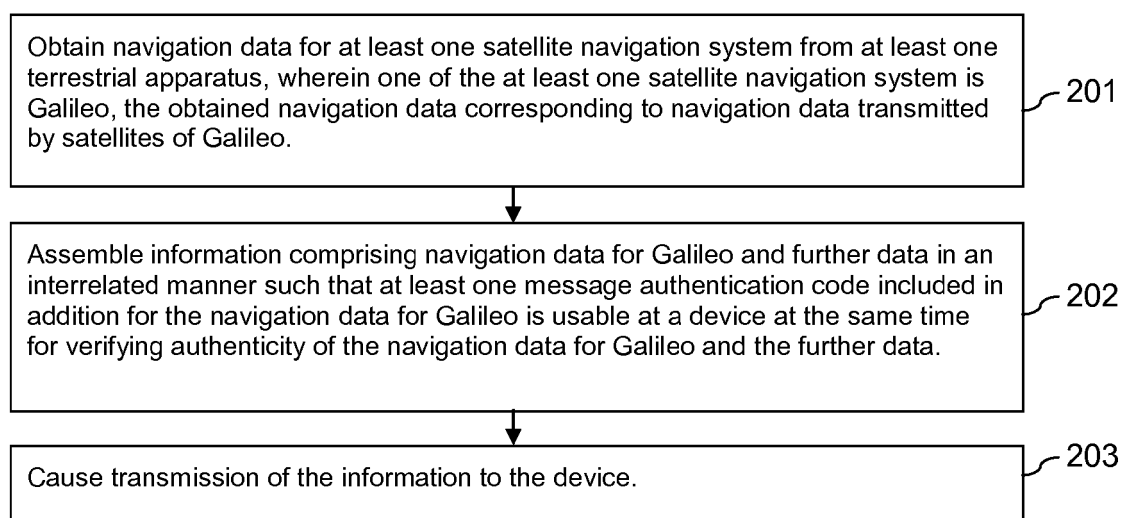 Obtain navigation data for at least one satellite navigation system from at least one
terrestrial apparatus, wherein one of the at least one satellite navigation system is
Galileo, the obtained navigation data corresponding to navigation data transmitted
by satellites of Galileo.
201
Assemble information comprising navigation data for Galileo and further data in an
interrelated manner such that at least one message authentication code included in
addition for the navigation data for Galileo is usable at a device at the same time
for verifying authenticity of the navigation data for Galileo and the further data.
202
Cause transmission of the information to the device.
203